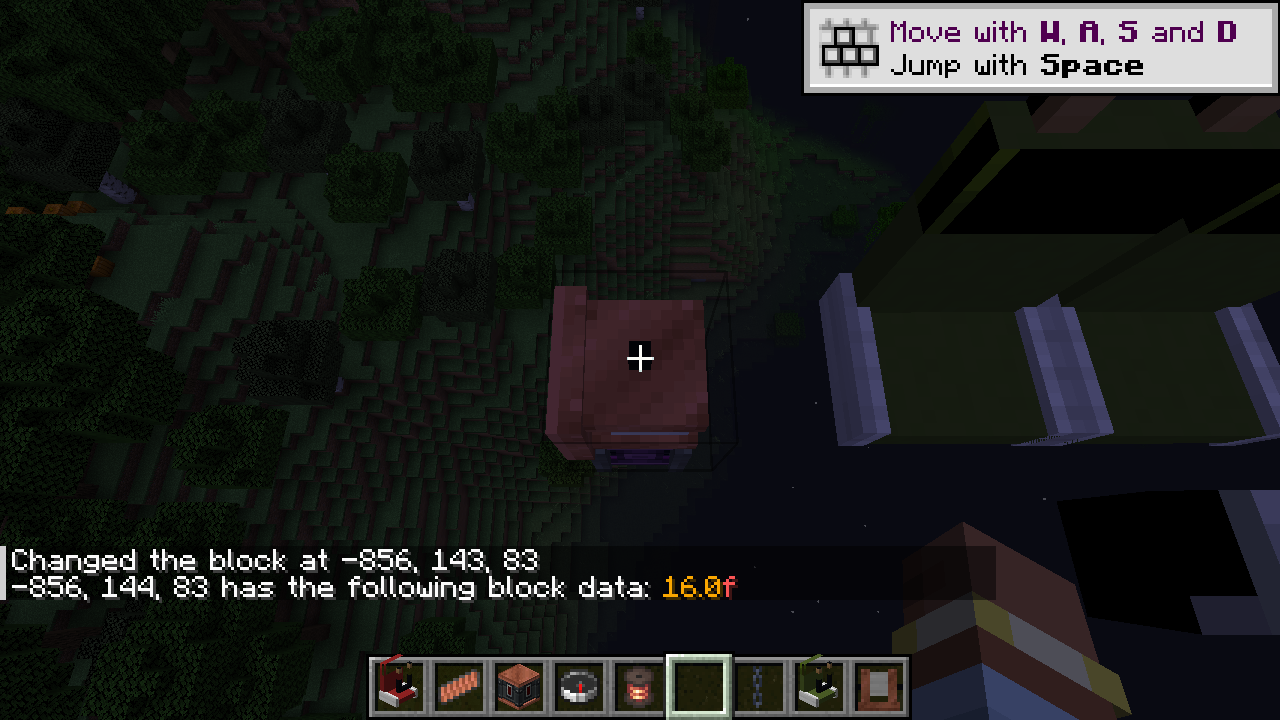 Move with W, A, S and D
Jump with Space
Changed the block at -856, 143, 83
-856, 144, 83 has the following block data: 16.0f